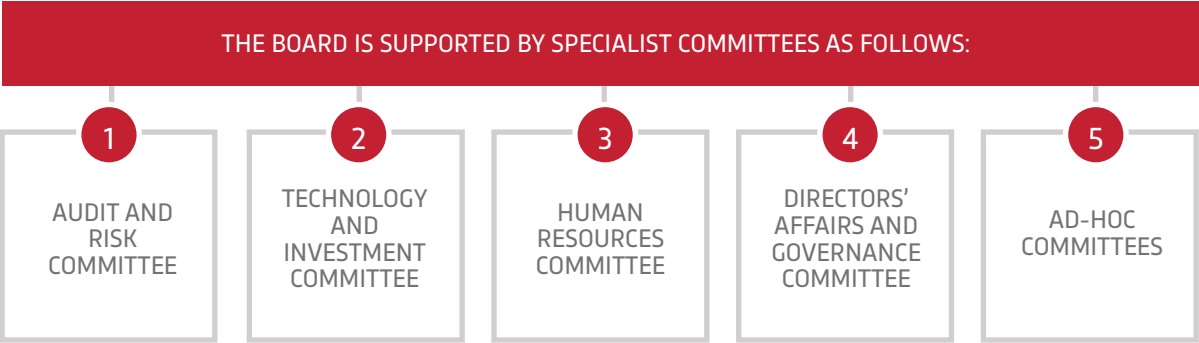 THE BOARD IS SUPPORTED BY SPECIALIST COMMITTEES AS FOLLOWS:
1
AUDIT AND
RISK
COMMITTEE
2
TECHNOLOGY
AND
INVESTMENT
COMMITTEE
3
HUMAN
RESOURCES
COMMITTEE
4
DIRECTORS’
AFFAIRS AND
GOVERNANCE
COMMITTEE
5
AD-HOC
COMMITTEES